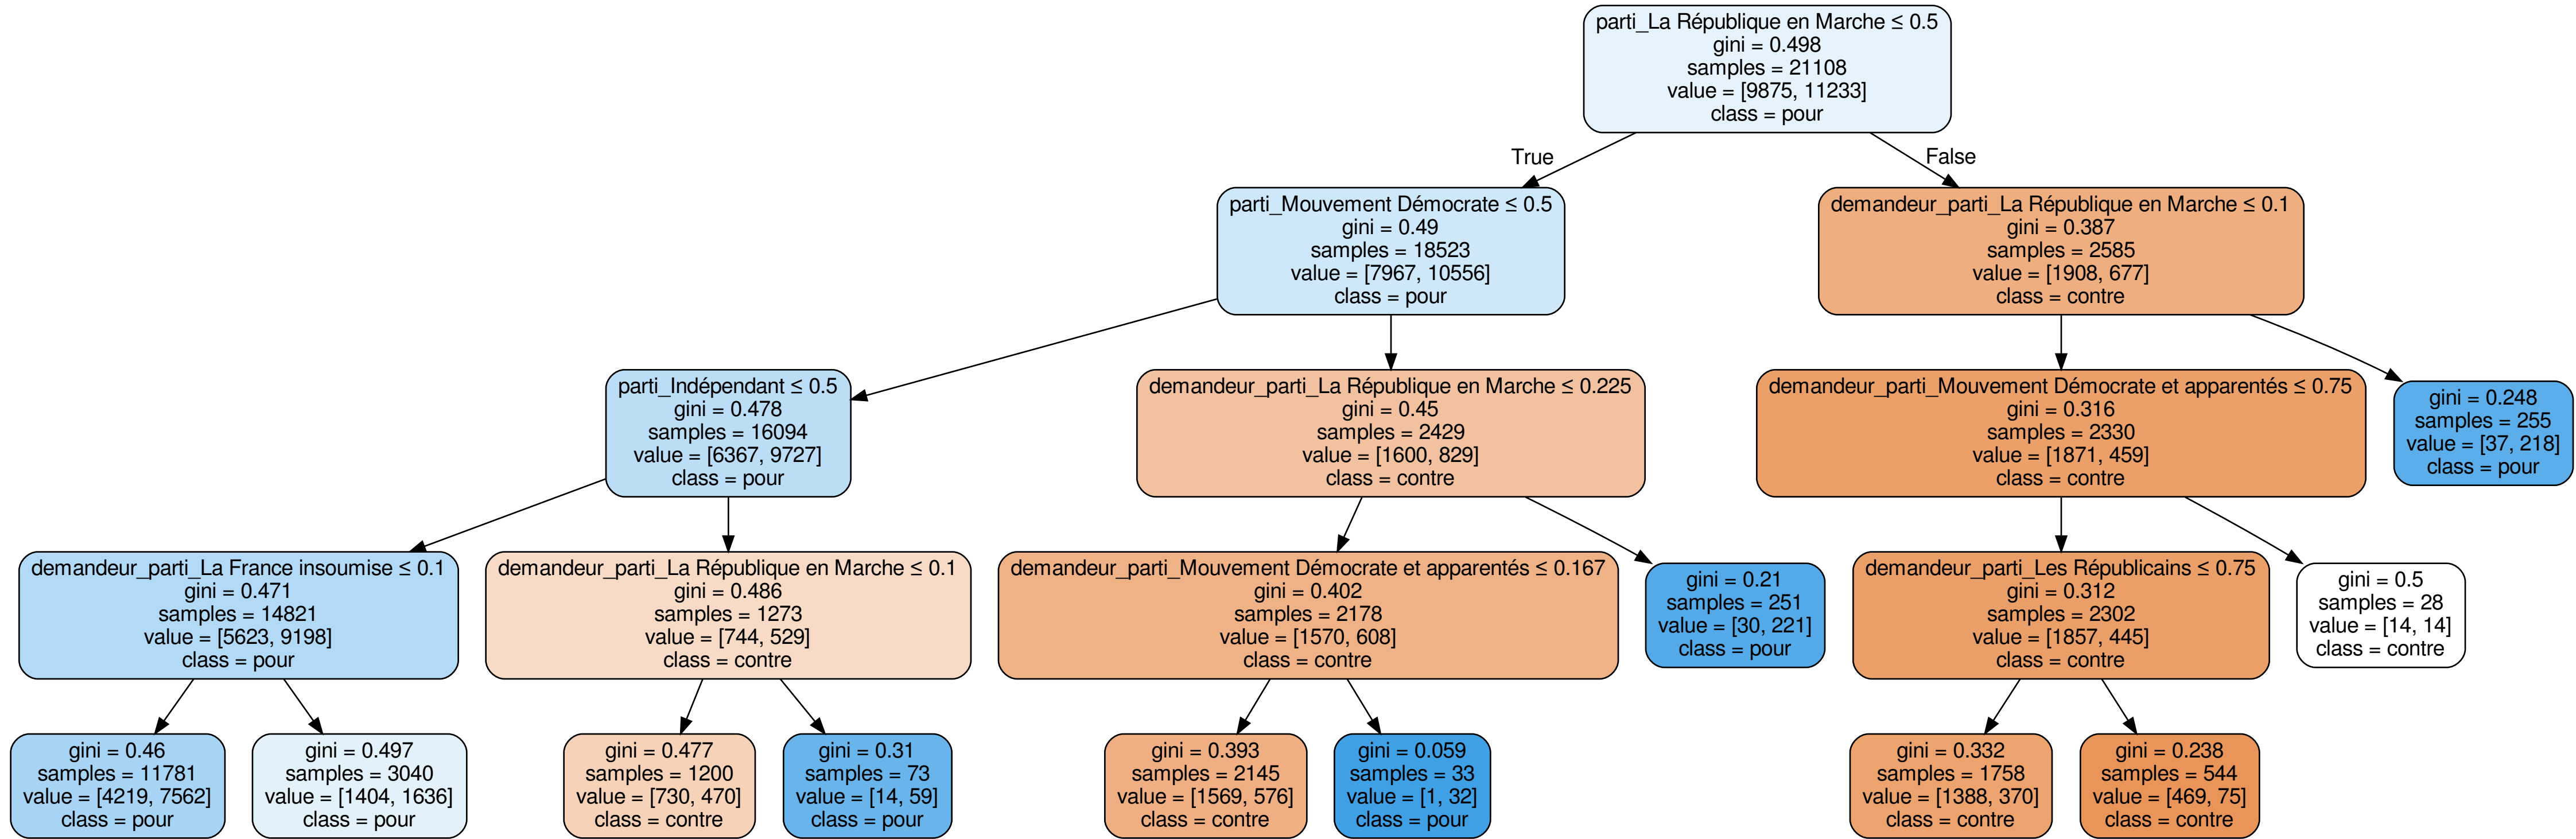 parti_La République en Marche ≤ 0.5
gini = 0.498
samples = 21108
value = [9875, 11233]
class = pour
True
False
parti_Mouvement Démocrate ≤ 0.5
gini = 0.49
samples = 18523
value = [7967, 10556]
class = pour
demandeur_parti_La République en Marche ≤ 0.1
gini = 0.387
samples = 2585
value = [1908, 677]
class = contre
parti_Indépendant ≤ 0.5
gini = 0.478
samples = 16094
value = [6367, 9727]
class = pour
demandeur_parti_La République en Marche ≤ 0.225
gini = 0.45
samples = 2429
value = [1600, 829]
class = contre
demandeur_parti_Mouvement Démocrate et apparentés ≤ 0.75
gini = 0.316
samples = 2330
value = [1871, 459]
class = contre
gini = 0.248
samples = 255
value = [37, 218]
class = pour
demandeur_parti_La France insoumise ≤ 0.1
gini = 0.471
samples = 14821
value = [5623, 9198]
class = pour
demandeur_parti_La République en Marche ≤ 0.1
gini = 0.486
samples = 1273
value = [744, 529]
class = contre
demandeur_parti_Mouvement Démocrate et apparentés ≤ 0.167
gini = 0.402
samples = 2178
value = [1570, 608]
class = contre
gini = 0.21
samples = 251
value = [30, 221]
class = pour
demandeur_parti_Les Républicains ≤ 0.75
gini = 0.312
samples = 2302
value = [1857, 445]
class = contre
gini = 0.5
samples = 28
value = [14, 14]
class = contre
gini = 0.46
samples = 11781
value = [4219, 7562]
class = pour
gini = 0.497
samples = 3040
value = [1404, 1636]
class = pour
gini = 0.477
samples = 1200
value = [730, 470]
class = contre
gini = 0.31
samples = 73
value = [14, 59]
class = pour
gini = 0.393
samples = 2145
value = [1569, 576]
class = contre
gini = 0.059
samples = 33
value = [1, 32]
class = pour
gini = 0.332
samples = 1758
value = [1388, 370]
class = contre
gini = 0.238
samples = 544
value = [469, 75]
class = contre